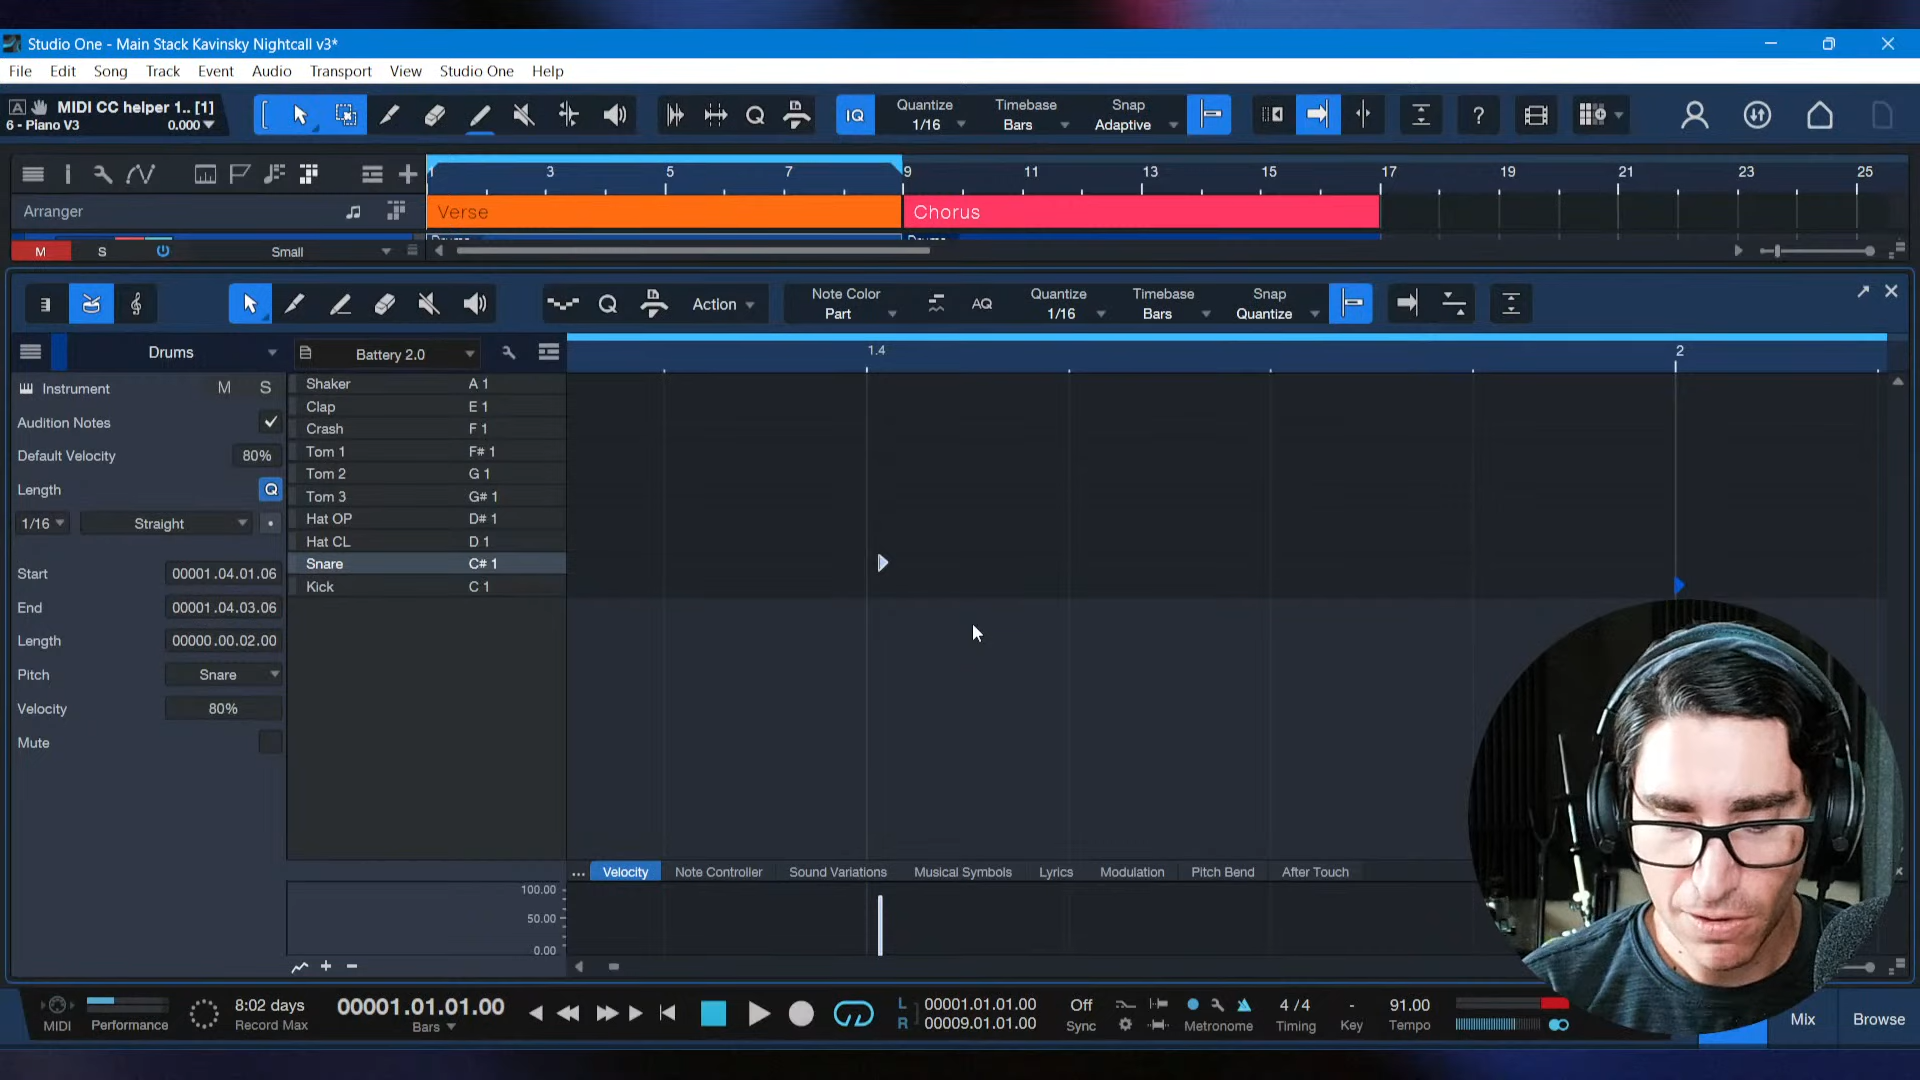 Studio One - Main Stack Kavinsky Nightcall v3*
File Edit Song Track Event Audio Transport View Studio One Help
A MIDI CC helper 1.. [1]
6 - Piano V3 0.000
IQ Quantize 1/16 Timebase Bars Snap Adaptive ?
1 3 5 7 9 11 13 15 17 19 21 23 25
Arranger Verse Chorus
M S Small
Action Note Color Part AQ Quantize 1/16 Timebase Bars Snap Quantize
Drums Battery 2.0 1.4 2
Instrument M S
Audition Notes
Default Velocity 80%
Length Q
1/16 Straight
Start 00001.04.01.06
End 00001.04.03.06
Length 00000.00.02.00
Pitch Snare
Velocity 80%
Mute
Shaker A 1
Clap E 1
Crash F 1
Tom 1 F# 1
Tom 2 G 1
Tom 3 G# 1
Hat OP D# 1
Hat CL D 1
Snare C# 1
Kick C 1
... Velocity Note Controller Sound Variations Musical Symbols Lyrics Modulation Pitch Bend After Touch
100.00
50.00
0.00
MIDI Performance 8:02 days Record Max 00001.01.01.00 Bars L 00001.01.01.00 R 00009.01.01.00 Off Sync Metronome 4 / 4 Timing - Key 91.00 Tempo Mix Browse